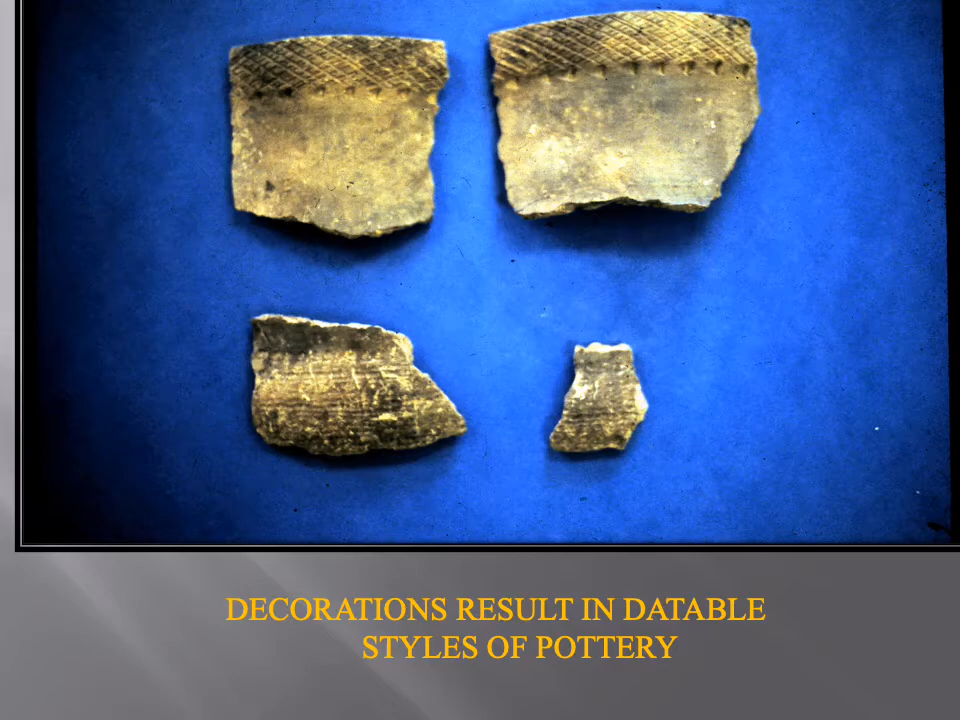 DECORATIONS RESULT IN DATABLE
STYLES OF POTTERY